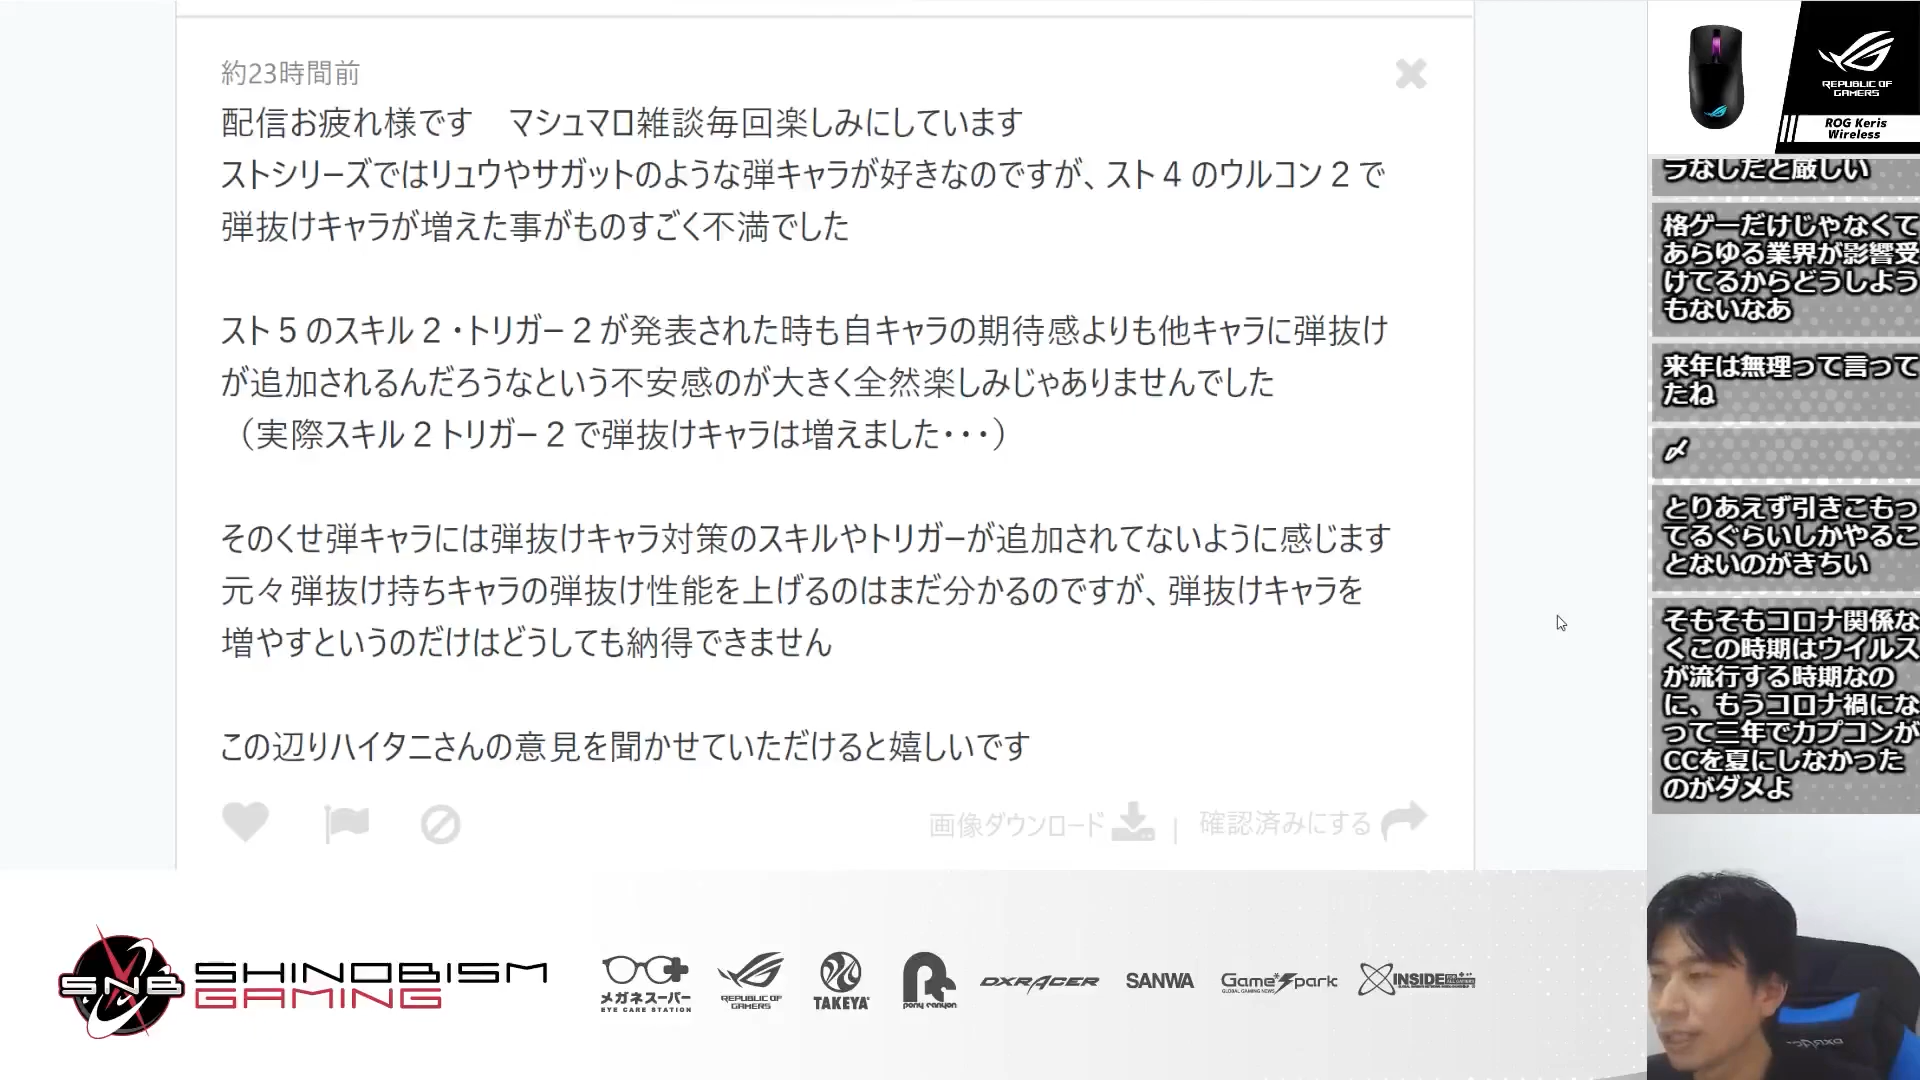 約23時間前
配信お疲れ様です　マシュマロ雑談毎回楽しみにしています
ストシリーズではリュウやサガットのような弾キャラが好きなのですが、スト４のウルコン２で
弾抜けキャラが増えた事がものすごく不満でした
スト５のスキル２・トリガー２が発表された時も自キャラの期待感よりも他キャラに弾抜け
が追加されるんだろうなという不安感のが大きく全然楽しみじゃありませんでした
（実際スキル２トリガー２で弾抜けキャラは増えました・・・）
そのくせ弾キャラには弾抜けキャラ対策のスキルやトリガーが追加されてないように感じます
元々弾抜け持ちキャラの弾抜け性能を上げるのはまだ分かるのですが、弾抜けキャラを
増やすというのだけはどうしても納得できません
この辺りハイタニさんの意見を聞かせていただけると嬉しいです
画像ダウンロード | 確認済みにする
REPUBLIC OF
GAMERS
ROG Keris
Wireless
ラなしだと厳しい
格ゲーだけじゃなくて
あらゆる業界が影響受
けてるからどうしよう
もないなあ
来年は無理って言って
たね
〆
とりあえず引きこもっ
てるぐらいしかやるこ
とないのがきちい
そもそもコロナ関係な
くこの時期はウイルス
が流行する時期なの
に、もうコロナ禍にな
って三年でカプコンが
CCを夏にしなかった
のがダメよ
SNB
SHINOBISM
GAMING
メガネスーパー
EYE CARE STATION
REPUBLIC OF
GAMERS
TAKEYA
pony canyon
DXRACER
SANWA
Game*Spark
GLOBAL GAMING NEWS
INSIDE
DXRACER